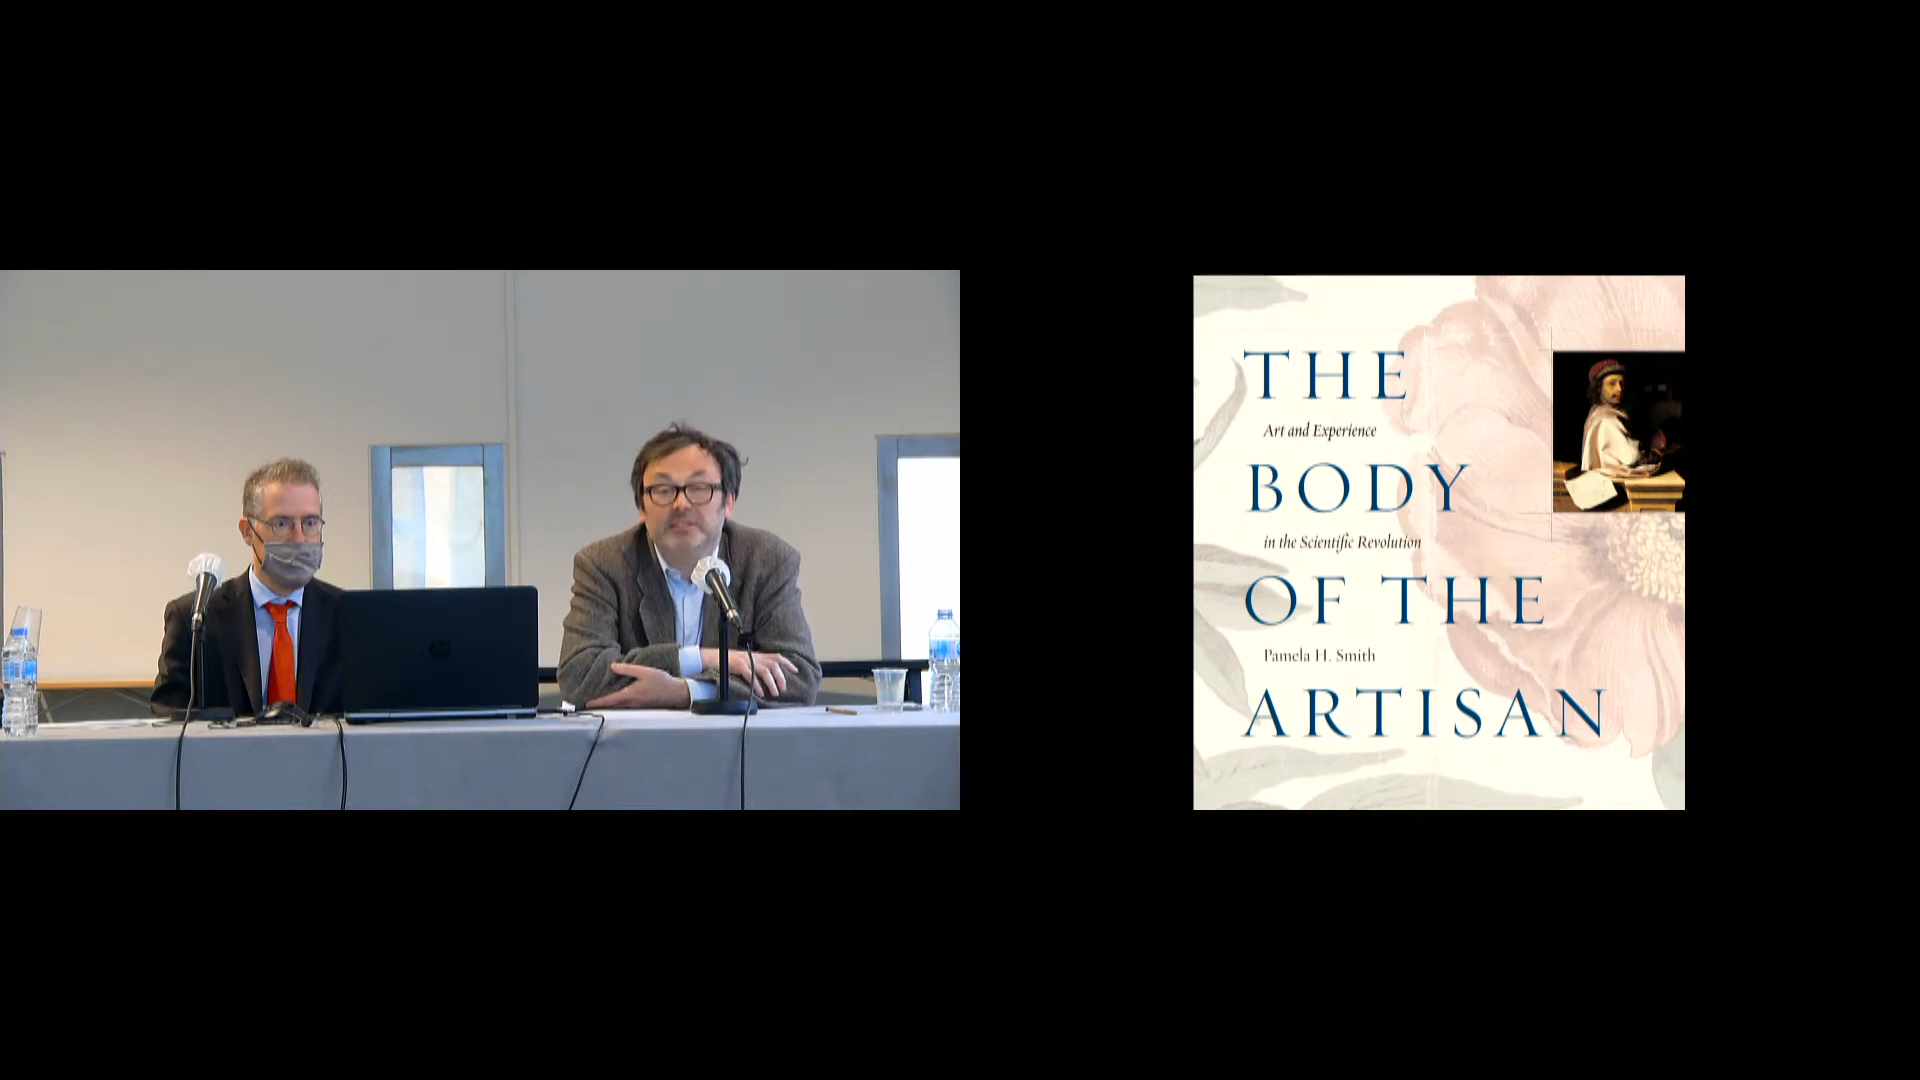 THE
Art and Experience
BODY
in the Scientific Revolution
OF THE
Pamela H. Smith
ARTISAN